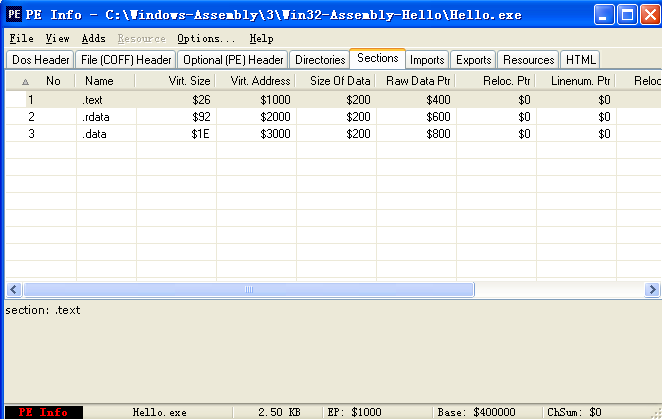 PE PE Info - C:\Windows-Assembly\3\Win32-Assembly-Hello\Hello.exe
File View Adds Resource Options... Help
Dos Header File (COFF) Header Optional (PE) Header Directories Sections Imports Exports Resources HTML
No Name Virt. Size Virt. Address Size Of Data Raw Data Ptr Reloc. Ptr Linenum. Ptr Reloc
1 .text $26 $1000 $200 $400 $0 $0
2 .rdata $92 $2000 $200 $600 $0 $0
3 .data $1E $3000 $200 $800 $0 $0
section: .text
PE Info Hello.exe 2.50 KB EP: $1000 Base: $400000 ChSum: $0